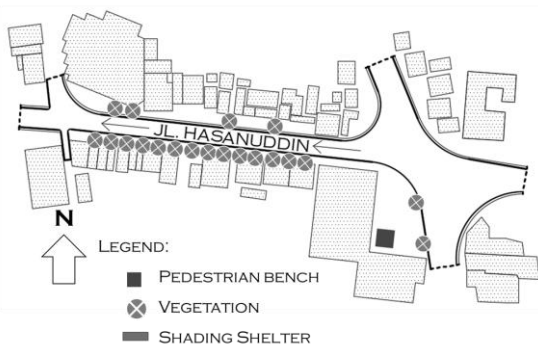 JL. HASANUDDIN
N
LEGEND:
PEDESTRIAN BENCH
VEGETATION
SHADING SHELTER